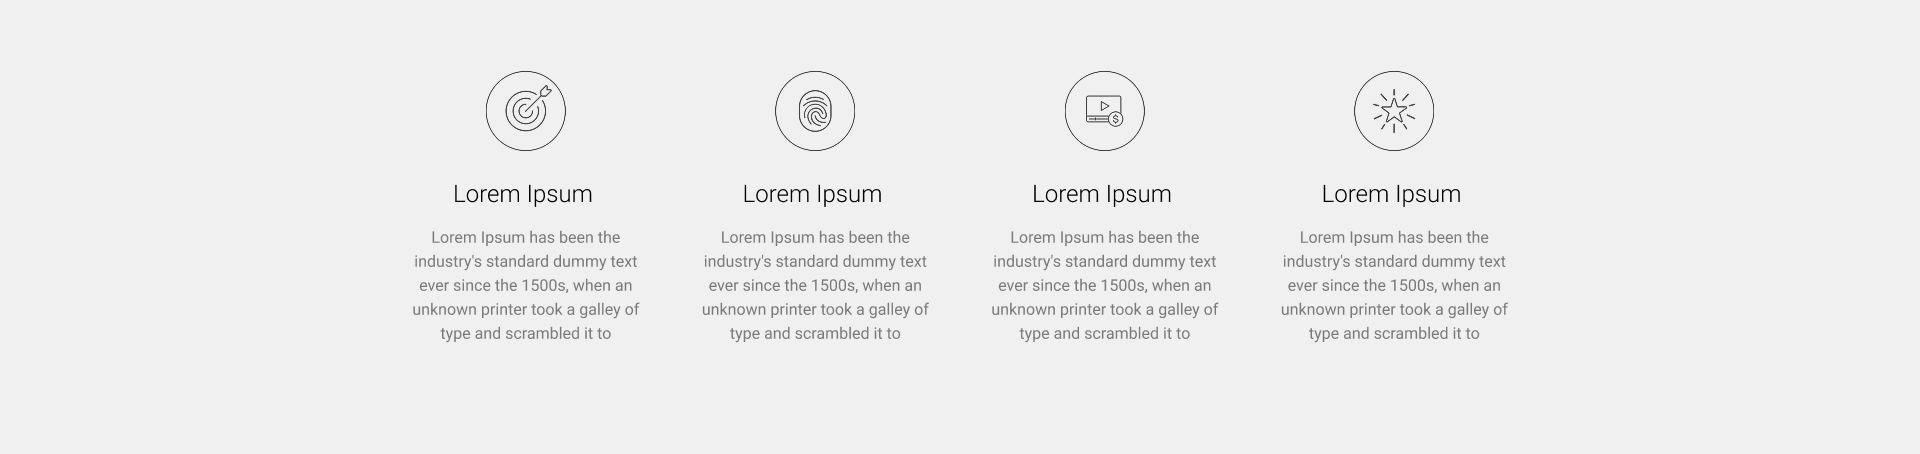 Lorem Ipsum
Lorem Ipsum has been the
industry's standard dummy text
ever since the 1500s, when an
unknown printer took a galley of
type and scrambled it to
Lorem Ipsum
Lorem Ipsum has been the
industry's standard dummy text
ever since the 1500s, when an
unknown printer took a galley of
type and scrambled it to
$
Lorem Ipsum
Lorem Ipsum has been the
industry's standard dummy text
ever since the 1500s, when an
unknown printer took a galley of
type and scrambled it to
Lorem Ipsum
Lorem Ipsum has been the
industry's standard dummy text
ever since the 1500s, when an
unknown printer took a galley of
type and scrambled it to